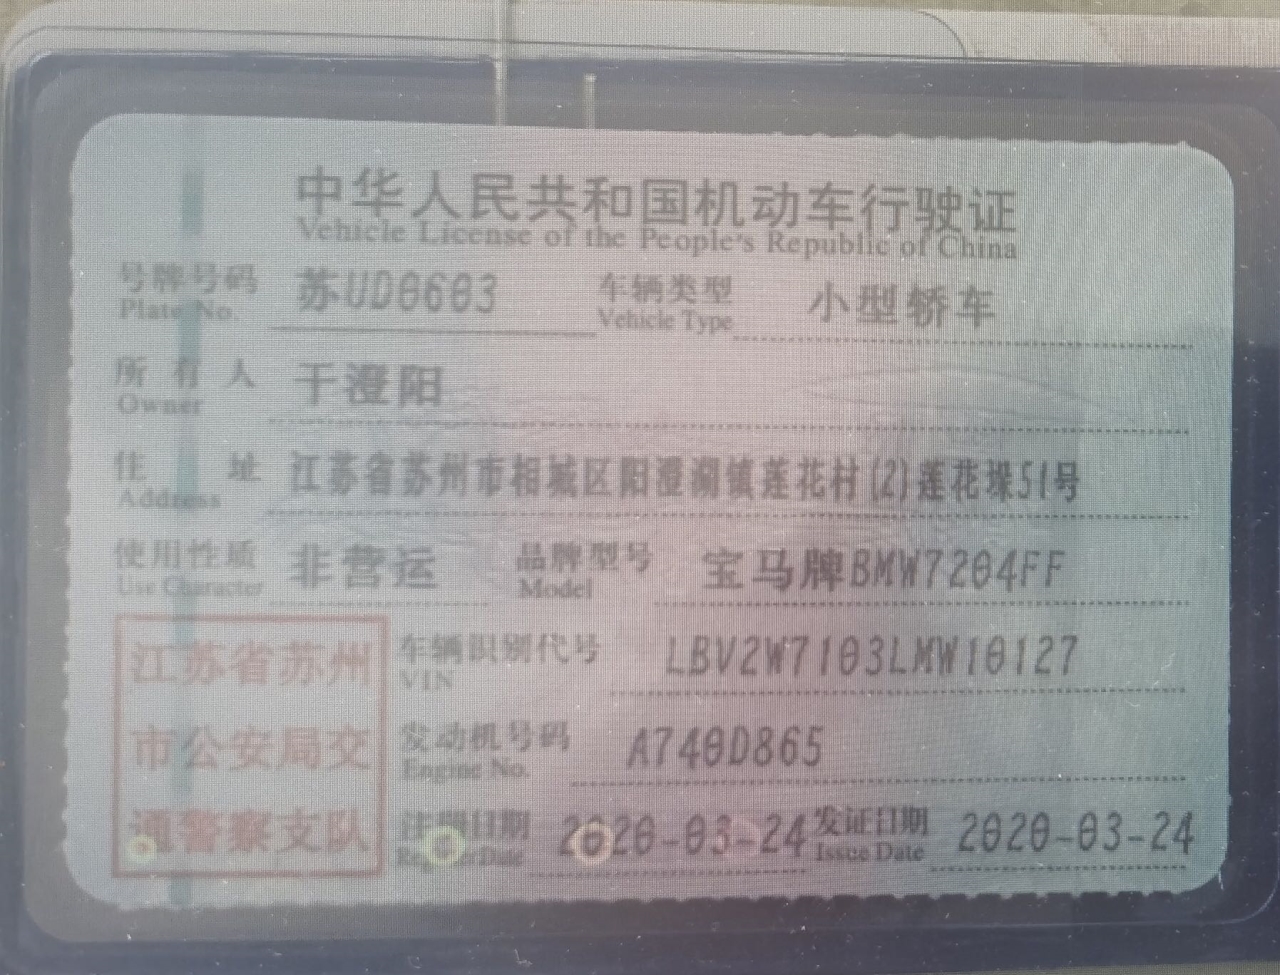 中华人民共和国机动车行驶证
Vehicle License of the People's Republic of China
号牌号码 苏UD0603 车辆类型 小型轿车
Plate No. Vehicle Type
所有人 于澄阳
Owner
住址 江苏省苏州市相城区阳澄湖镇莲花村(2)莲花垛51号
Address
使用性质 非营运 品牌型号 宝马牌BMW7204FF
Use Character Model
江苏省苏州
市公安局交
通警察支队
车辆识别代号 LBV2W7103LMW10127
VIN
发动机号码 A740D865
Engine No.
注册日期 2020-03-24 发证日期 2020-03-24
Register Date Issue Date